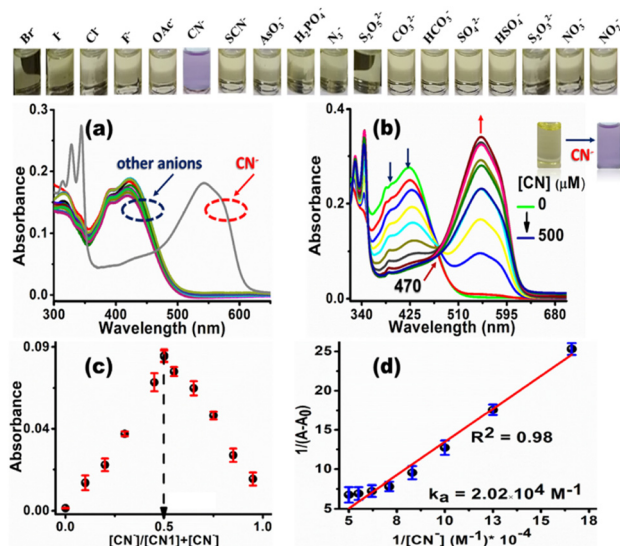 Br⁻ I⁻ Cl⁻ F⁻ OAc⁻ CN⁻ SCN⁻ AsO₃⁻ H₂PO₄⁻ N₃⁻ S₂O₅²⁻ CO₃²⁻ HCO₃⁻ SO₄²⁻ HSO₄⁻ S₂O₃²⁻ NO₃⁻ NO₂⁻
(a)
other anions
CN⁻
Absorbance
0.3
0.2
0.1
0.0
300 400 500 600
Wavelength (nm)
(b)
CN⁻
[CN] (μM)
0
500
470
Absorbance
0.4
0.2
0.0
340 425 510 595 680
Wavelength (nm)
(c)
Absorbance
0.09
0.04
0.00
0.0 0.5 1.0
[CN⁻]/[CN1]+[CN⁻]
(d)
R² = 0.98
kₐ = 2.02*10⁴ M⁻¹
1/(A-A₀)
25
20
15
10
5
5 8 10 13 15 18
1/[CN⁻] (M⁻¹)* 10⁻⁴